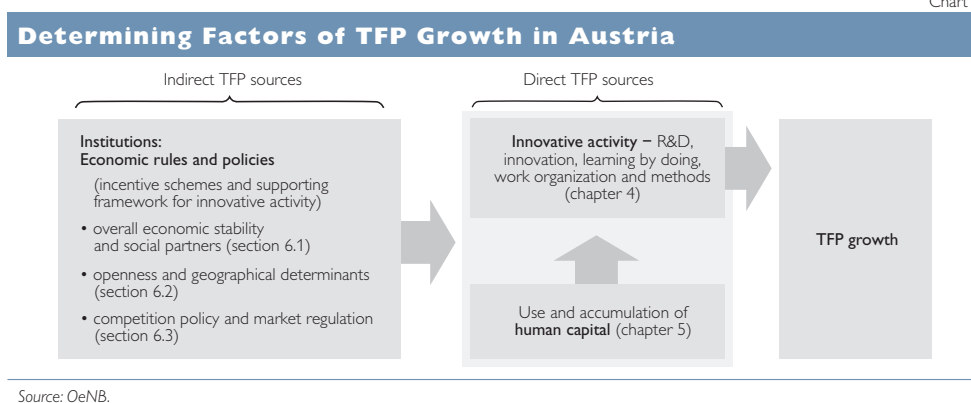 Chart
Determining Factors of TFP Growth in Austria
Indirect TFP sources
Direct TFP sources
Institutions:
Economic rules and policies
(incentive schemes and supporting
framework for innovative activity)
• overall economic stability
and social partners (section 6.1)
• openness and geographical determinants
(section 6.2)
• competition policy and market regulation
(section 6.3)
Innovative activity – R&D,
innovation, learning by doing,
work organization and methods
(chapter 4)
Use and accumulation of
human capital (chapter 5)
TFP growth
Source: OeNB.